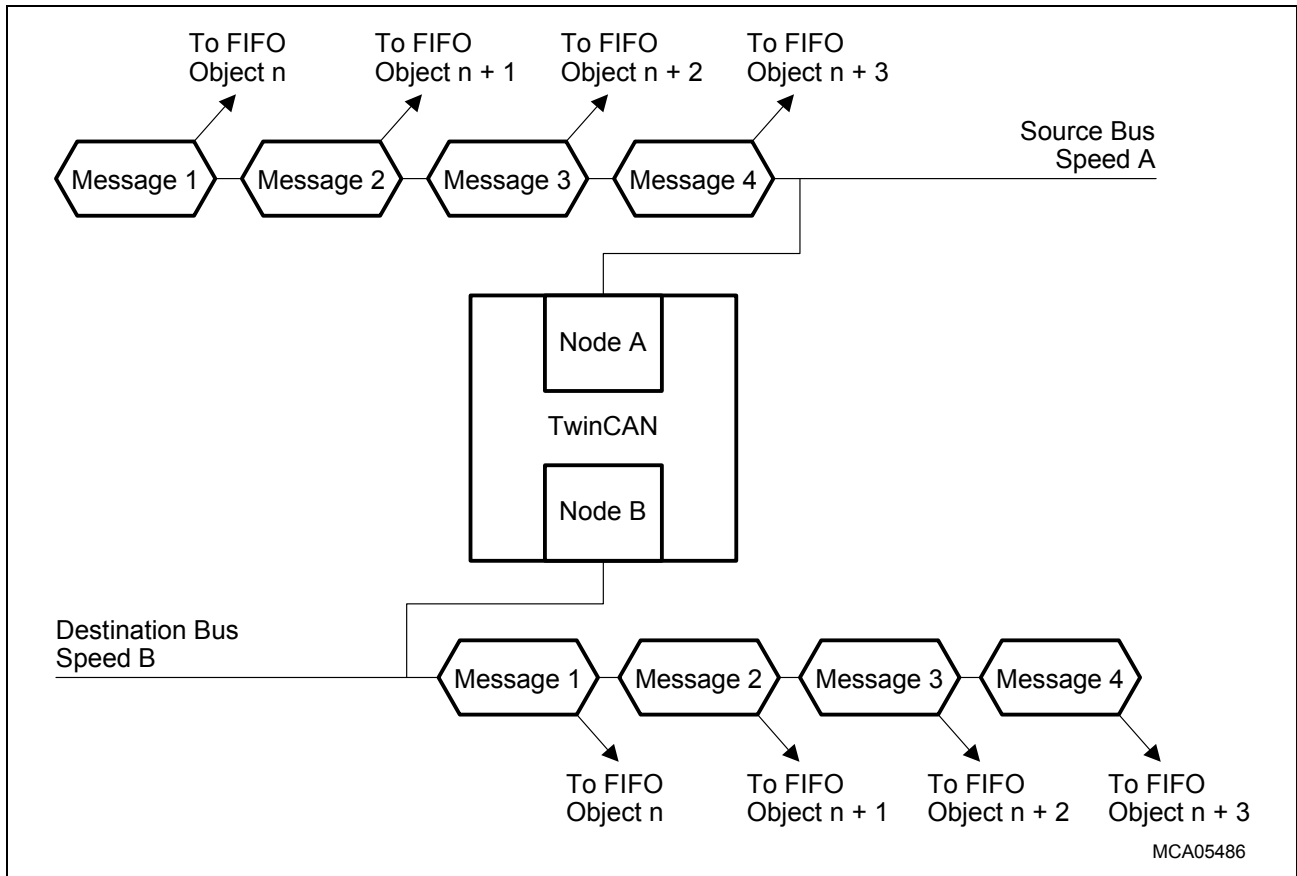 To FIFO
Object n
To FIFO
Object n + 1
To FIFO
Object n + 2
To FIFO
Object n + 3
Source Bus
Speed A
Message 1
Message 2
Message 3
Message 4
Node A
TwinCAN
Node B
Destination Bus
Speed B
Message 1
Message 2
Message 3
Message 4
To FIFO
Object n
To FIFO
Object n + 1
To FIFO
Object n + 2
To FIFO
Object n + 3
MCA05486